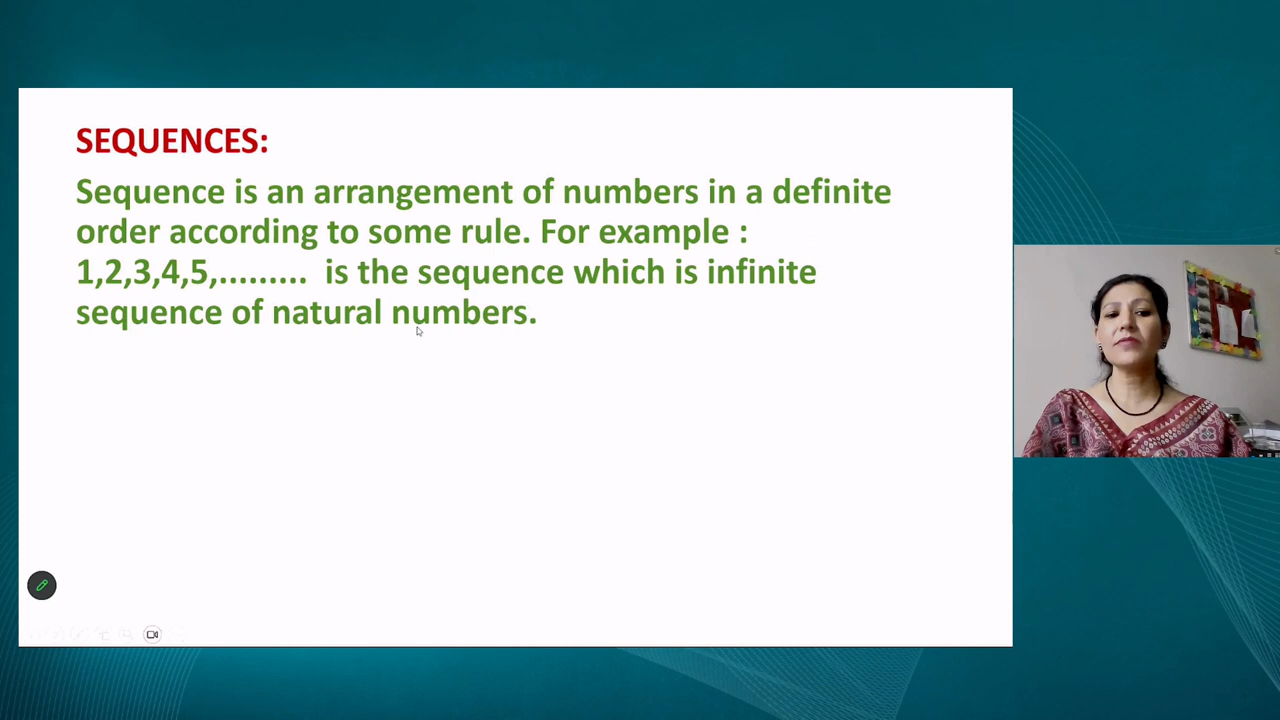 SEQUENCES:
Sequence is an arrangement of numbers in a definite
order according to some rule. For example :
1,2,3,4,5,......... is the sequence which is infinite
sequence of natural numbers.